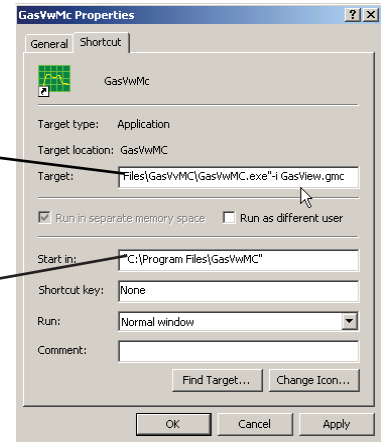 GasVwMc Properties
General
Shortcut
GasVwMc
Target type: Application
Target location: GasVwMC
Target: "Files\GasVvMC\GasVwMC.exe"-i GasView.gmc
Run in separate memory space
Run as different user
Start in: "C:\Program Files\GasVwMC"
Shortcut key: None
Run: Normal window
Comment:
Find Target...
Change Icon...
OK
Cancel
Apply